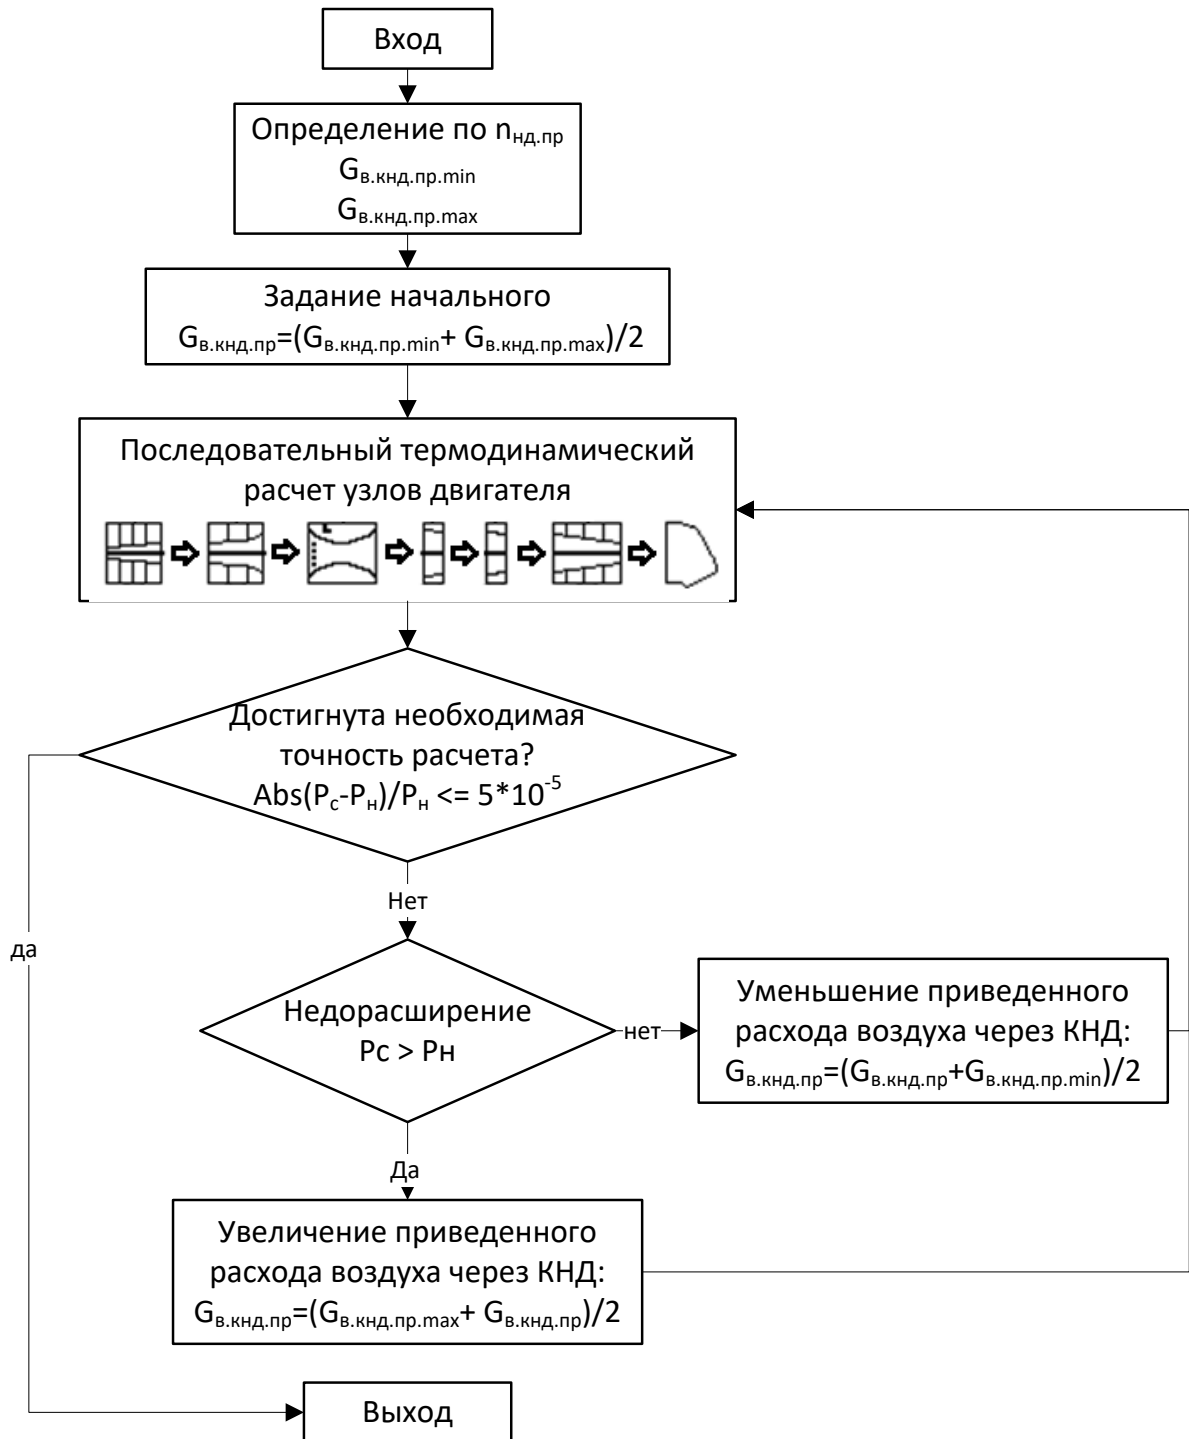 Вход
Определение по nнд.пр
Gв.кнд.пр.min
Gв.кнд.пр.max
Задание начального
Gв.кнд.пр=(Gв.кнд.пр.min+ Gв.кнд.пр.max)/2
Последовательный термодинамический
расчет узлов двигателя
Достигнута необходимая
точность расчета?
Abs(Pс-Pн)/Pн <= 5*10-5
Нет
да
Недорасширение
Pс > Pн
нет
Уменьшение приведенного
расхода воздуха через КНД:
Gв.кнд.пр=(Gв.кнд.пр+Gв.кнд.пр.min)/2
Да
Увеличение приведенного
расхода воздуха через КНД:
Gв.кнд.пр=(Gв.кнд.пр.max+ Gв.кнд.пр)/2
Выход